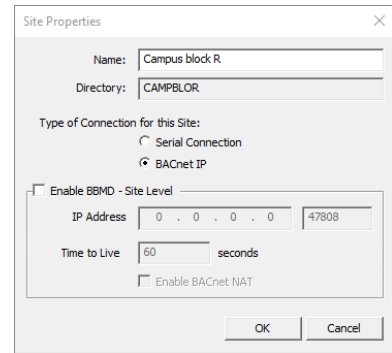 Site Properties
Name: Campus block R
Directory: CAMPBLOR
Type of Connection for this Site:
Serial Connection
BACnet IP
Enable BBMD - Site Level
IP Address 0 . 0 . 0 . 0 47808
Time to Live 60 seconds
Enable BACnet NAT
OK Cancel